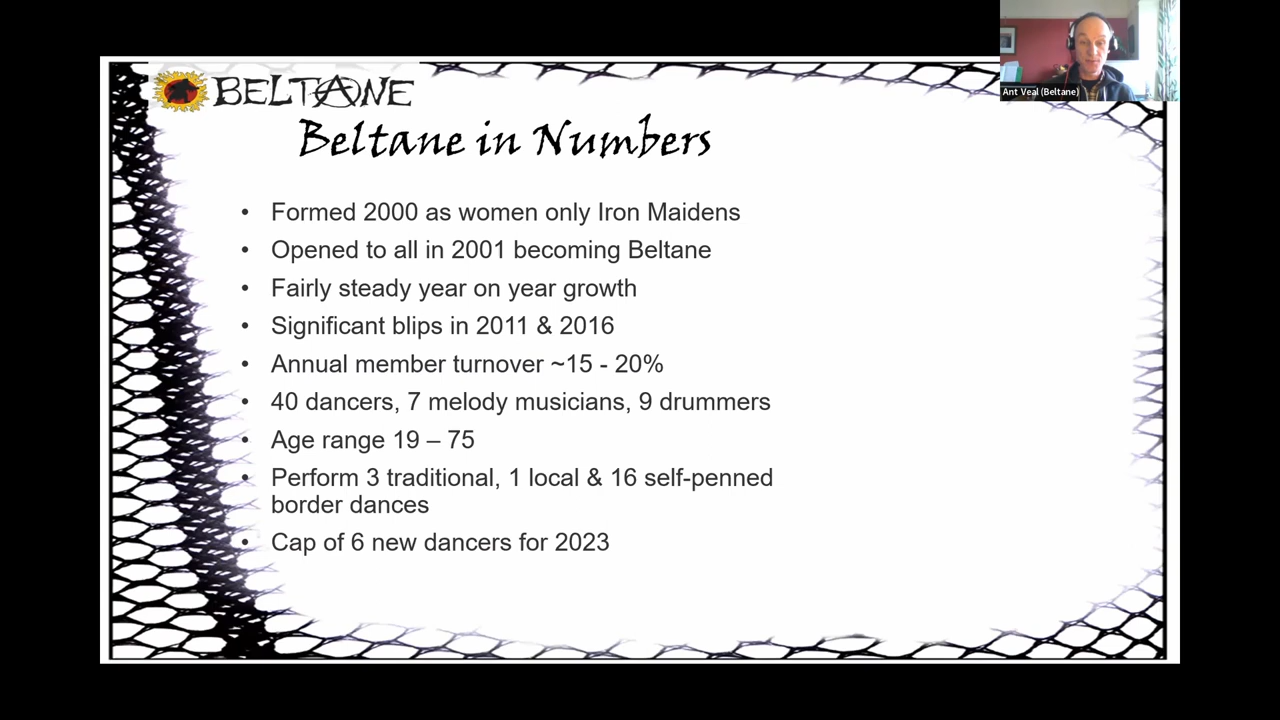 BELTANE
Ant Veal (Beltane)
Beltane in Numbers
• Formed 2000 as women only Iron Maidens
• Opened to all in 2001 becoming Beltane
• Fairly steady year on year growth
• Significant blips in 2011 & 2016
• Annual member turnover ~15 - 20%
• 40 dancers, 7 melody musicians, 9 drummers
• Age range 19 – 75
• Perform 3 traditional, 1 local & 16 self-penned
border dances
• Cap of 6 new dancers for 2023